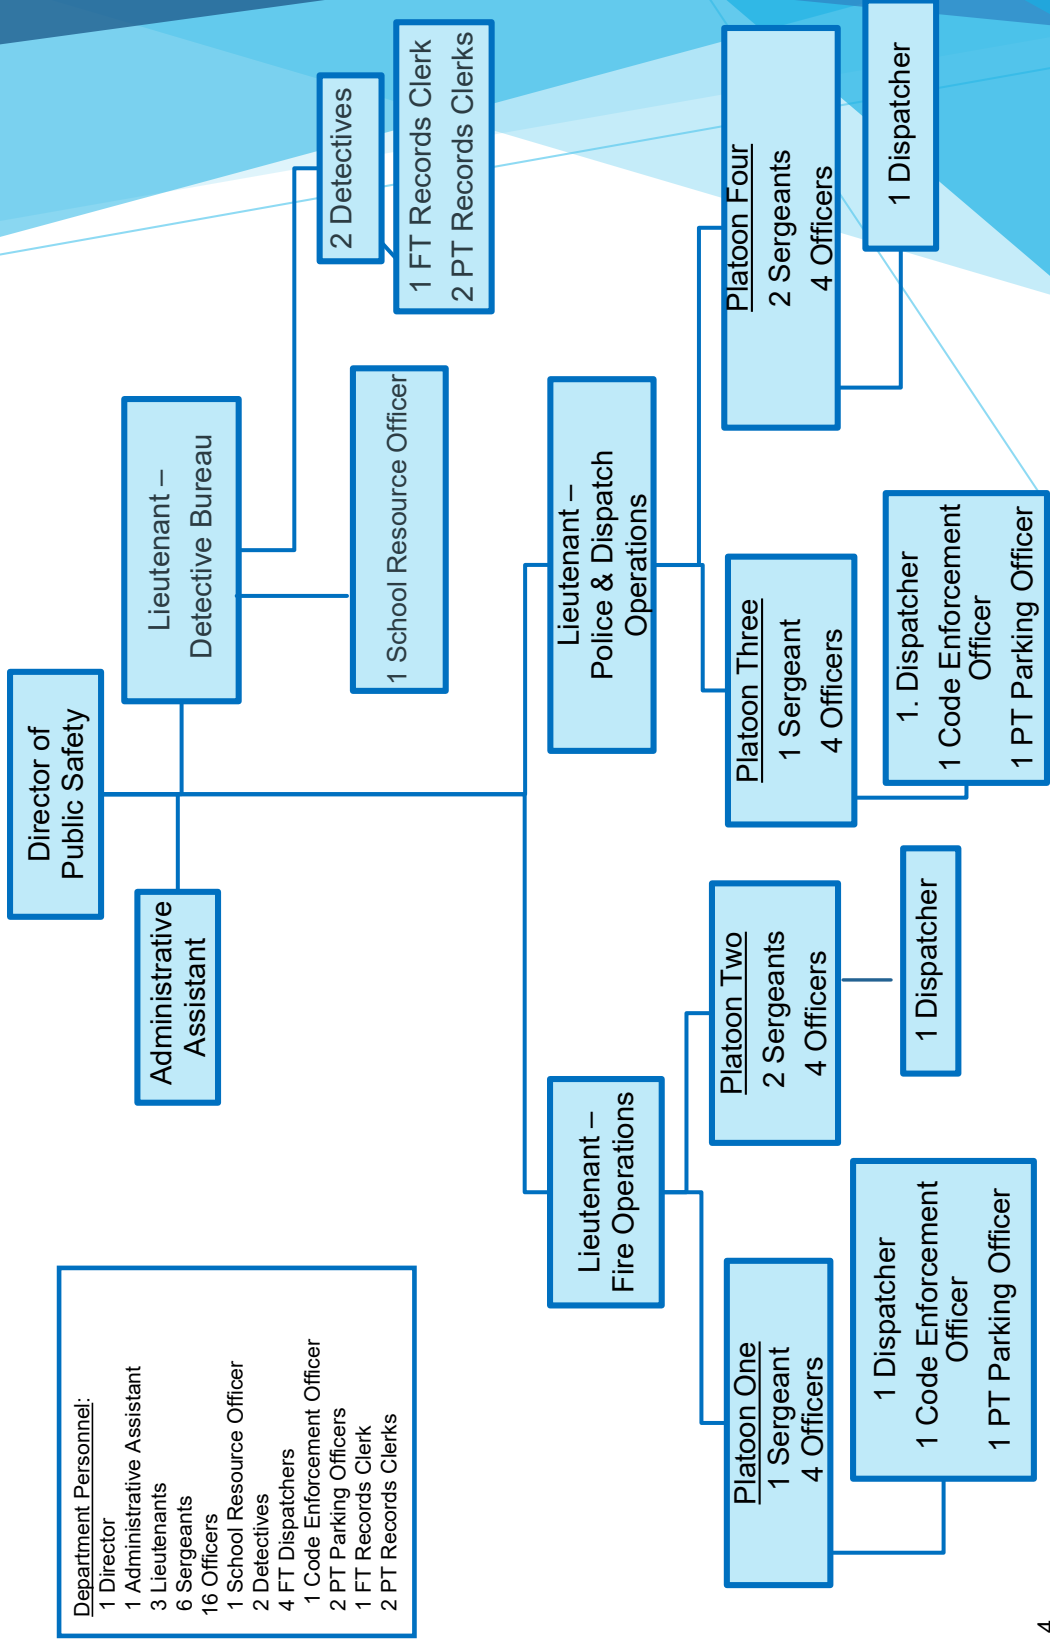 Director of
Public Safety
Administrative
Assistant
Lieutenant –
Detective Bureau
2 Detectives
1 FT Records Clerk
2 PT Records Clerks
1 School Resource Officer
Department Personnel:
1 Director
1 Administrative Assistant
3 Lieutenants
6 Sergeants
16 Officers
1 School Resource Officer
2 Detectives
4 FT Dispatchers
1 Code Enforcement Officer
2 PT Parking Officers
1 FT Records Clerk
2 PT Records Clerks
Lieutenant –
Fire Operations
Lieutenant –
Police & Dispatch
Operations
Platoon One
1 Sergeant
4 Officers
Platoon Two
2 Sergeants
4 Officers
Platoon Three
1 Sergeant
4 Officers
Platoon Four
2 Sergeants
4 Officers
1 Dispatcher
1 Code Enforcement
Officer
1 PT Parking Officer
1 Dispatcher
1. Dispatcher
1 Code Enforcement
Officer
1 PT Parking Officer
1 Dispatcher
4